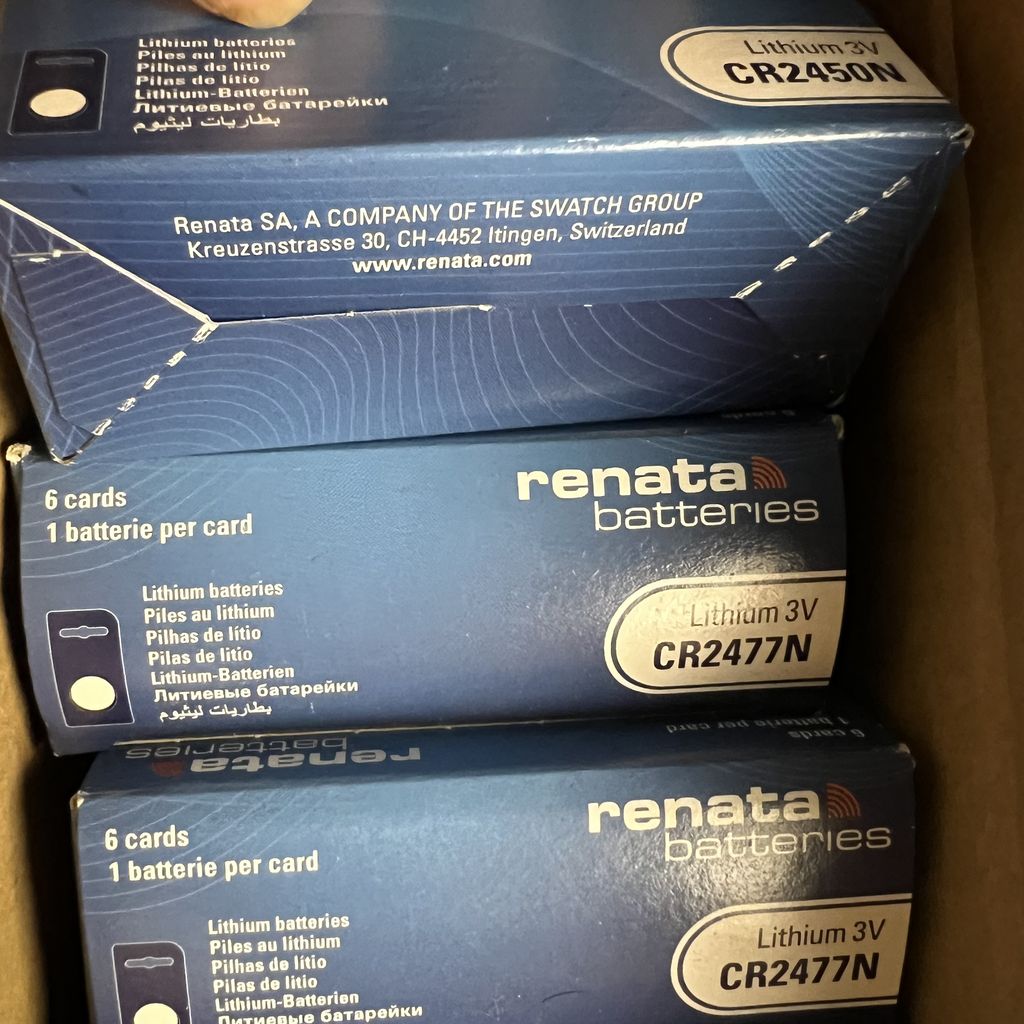 Lithium batteries
Piles au lithium
Pilhas de lítio
Pilas de lítio
Lithium-Batterien
Литиевые батарейки
بطاريات ليثيوم
Lithium 3V
CR2450N
Renata SA, A COMPANY OF THE SWATCH GROUP
Kreuzenstrasse 30, CH-4452 Itingen, Switzerland
www.renata.com
6 cards
6 cards
1 batterie per card
renata
batteries
Lithium batteries
Piles au lithium
Pilhas de lítio
Pilas de litio
Lithium-Batterien
Литиевые батарейки
بطاريات ليثيوم
Lithium 3V
CR2477N
renata
batteries
6 cards
1 batterie per card
6 cards
1 batterie per card
renata
batteries
Lithium batteries
Piles au lithium
Pilhas de lítio
Pilas de litio
Lithium-Batterien
Литиевые батарейки
Lithium 3V
CR2477N